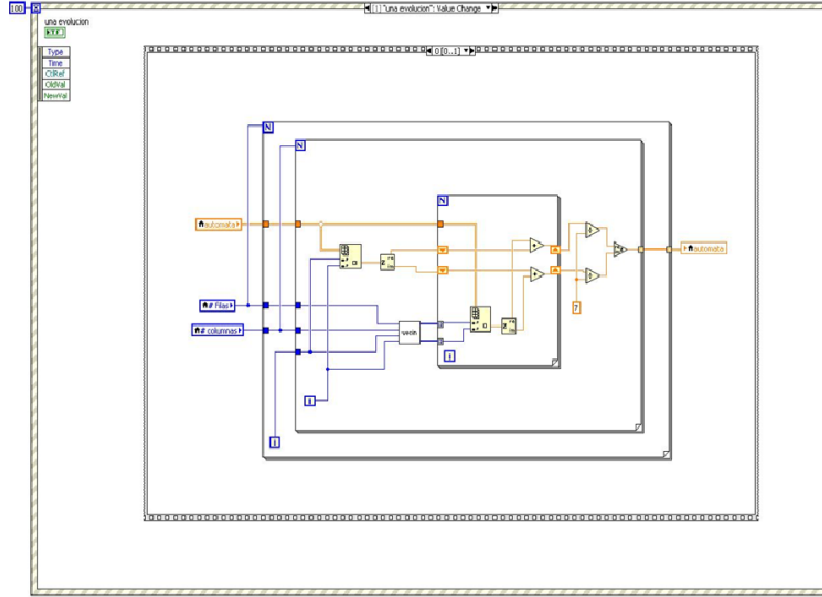 100
[1] "una evolucion": Value Change
una evolucion
TF
Type
Time
CtlRef
OldVal
NewVal
0 [0..1]
N
N
N
automata
automata
# Filas
# columnas
7
i
i
i